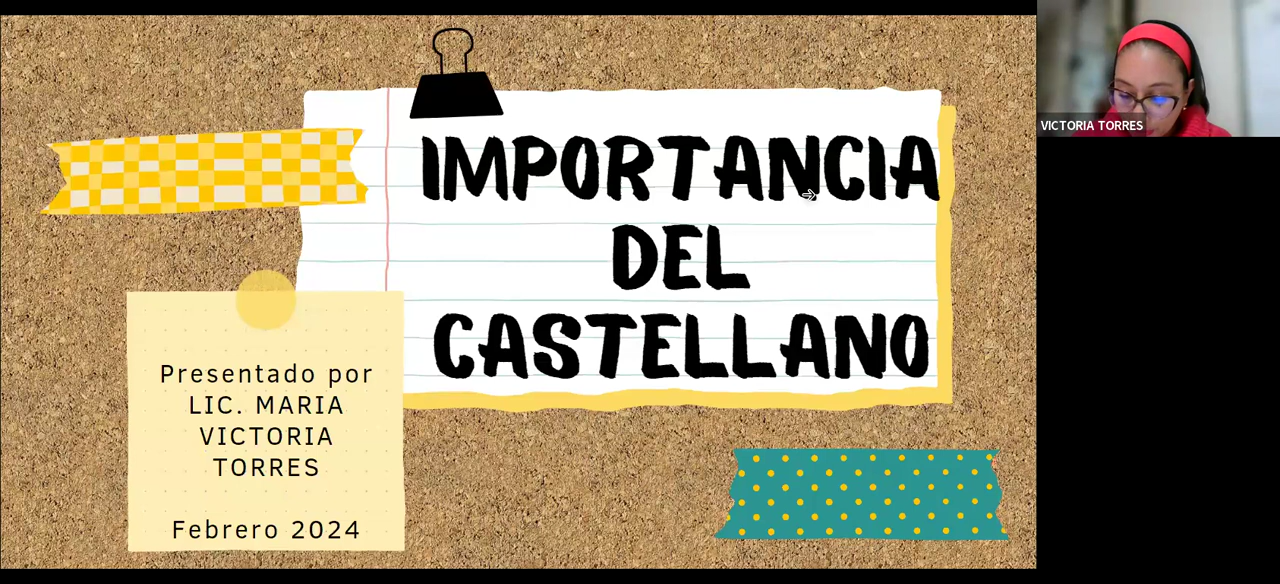 IMPORTANCIA
DEL
CASTELLANO
Presentado por
LIC. MARIA
VICTORIA
TORRES
Febrero 2024
VICTORIA TORRES